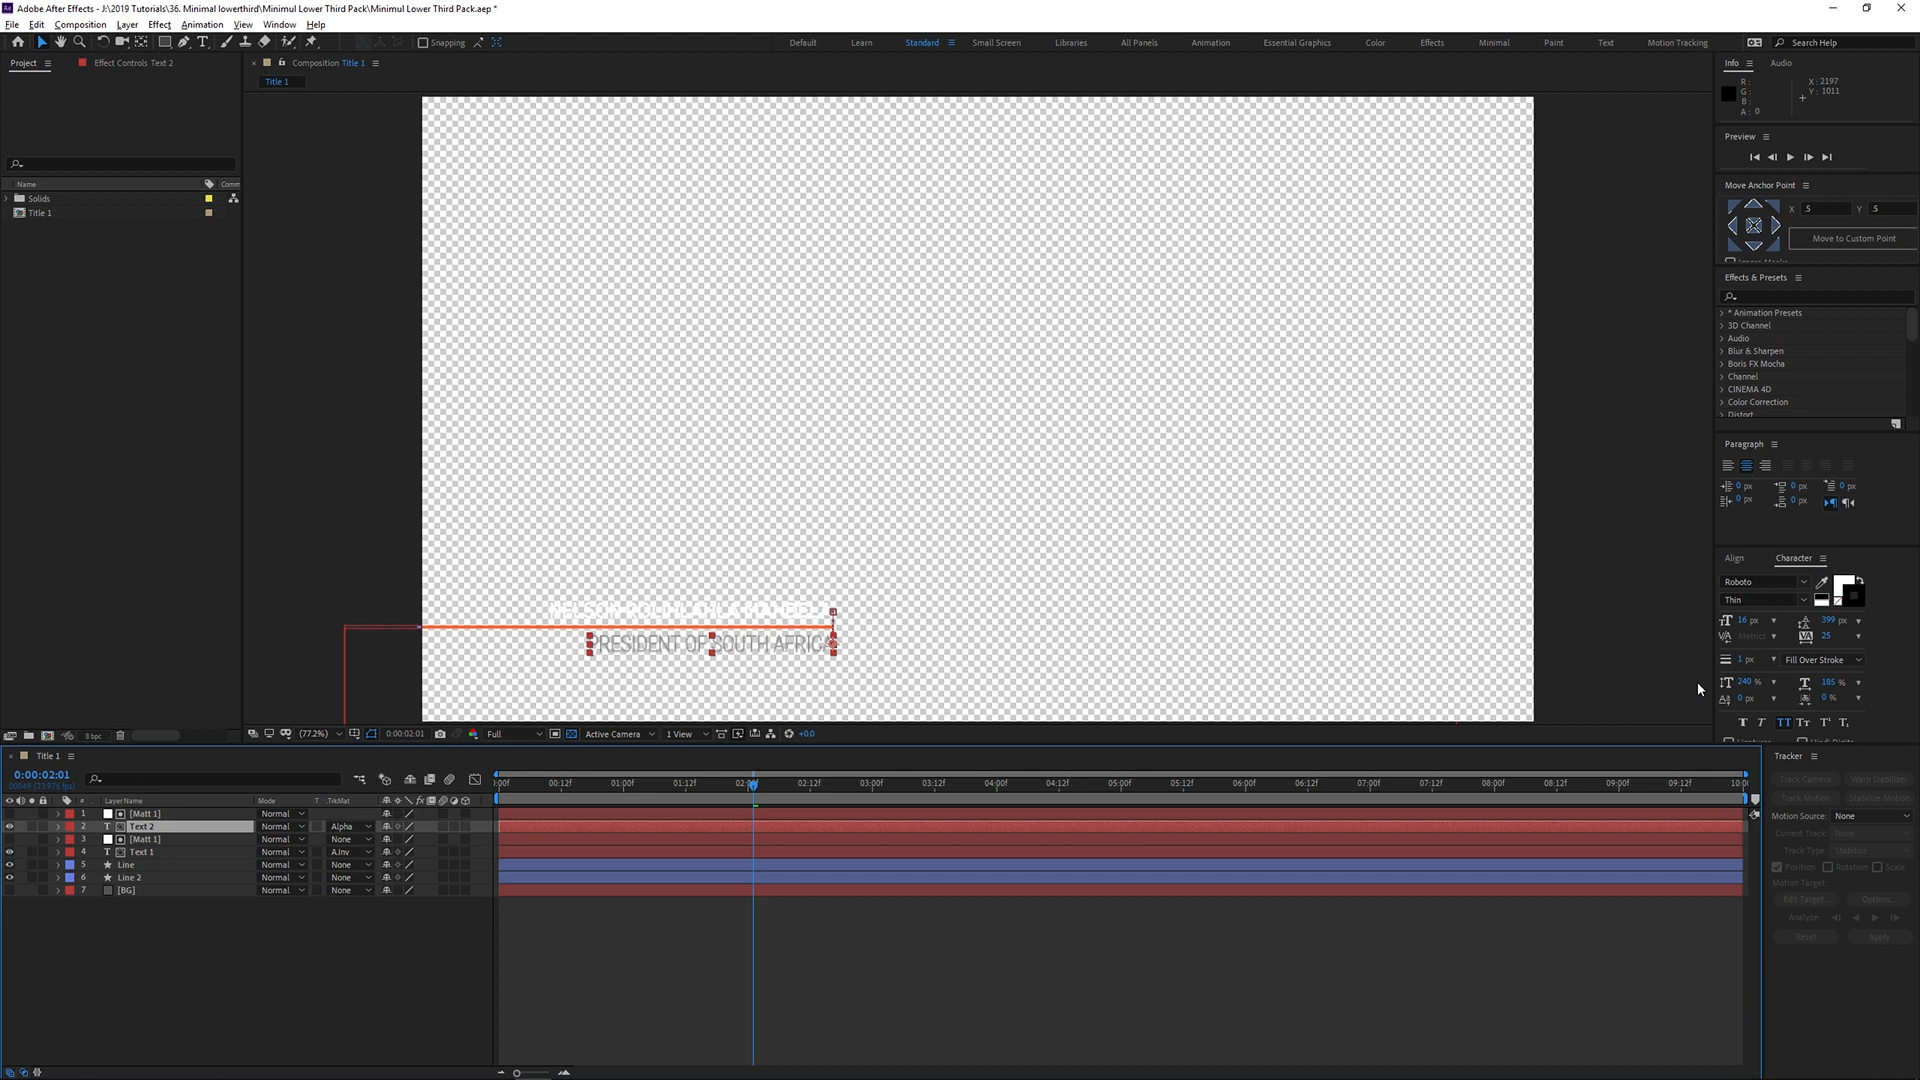 Adobe After Effects - J:\2019 Tutorials\36. Minimal lowerthird\Minimul Lower Third Pack\Minimul Lower Third Pack.aep *
File Edit Composition Layer Effect Animation View Window Help
Snapping
Default Learn Standard Small Screen Libraries All Panels Animation Essential Graphics Color Effects Minimal Paint Text Motion Tracking Search Help
Project Effect Controls Text 2
Composition Title 1
Title 1
Name Comm
Solids
Title 1
8 bpc
NELSON MANDELA
PRESIDENT OF SOUTH AFRICA
(77.2%) 0:00:02:01 Full Active Camera 1 View +0.0
Info Audio
R :
G :
B :
A : 0
X : 2197
Y : 1011
Preview
Move Anchor Point
X .5 Y .5
Move to Custom Point
Effects & Presets
* Animation Presets
3D Channel
Audio
Blur & Sharpen
Boris FX Mocha
Channel
CINEMA 4D
Color Correction
Distort
Paragraph
0 px 0 px 0 px
0 px 0 px
Align Character
Roboto
Thin
16 px 399 px
Metrics 25
1 px Fill Over Stroke
240 % 185 %
0 px 0 %
TT Tt
Title 1
0:00:02:01
00049 (23.976 fps)
:00f 00:12f 01:00f 01:12f 02:00f 02:12f 03:00f 03:12f 04:00f 04:12f 05:00f 05:12f 06:00f 06:12f 07:00f 07:12f 08:00f 08:12f 09:00f 09:12f 10:0
# Layer Name Mode T .TrkMat
1 [Matt 1] Normal
2 T Text 2 Normal Alpha
3 [Matt 1] Normal None
4 T Text 1 Normal A.Inv
5 Line Normal None
6 Line 2 Normal None
7 [BG] Normal None
Tracker
Track Camera Warp Stabilizer
Track Motion Stabilize Motion
Motion Source: None
Current Track: None
Track Type: Stabilize
Position Rotation Scale
Motion Target:
Edit Target... Options...
Analyze:
Reset Apply